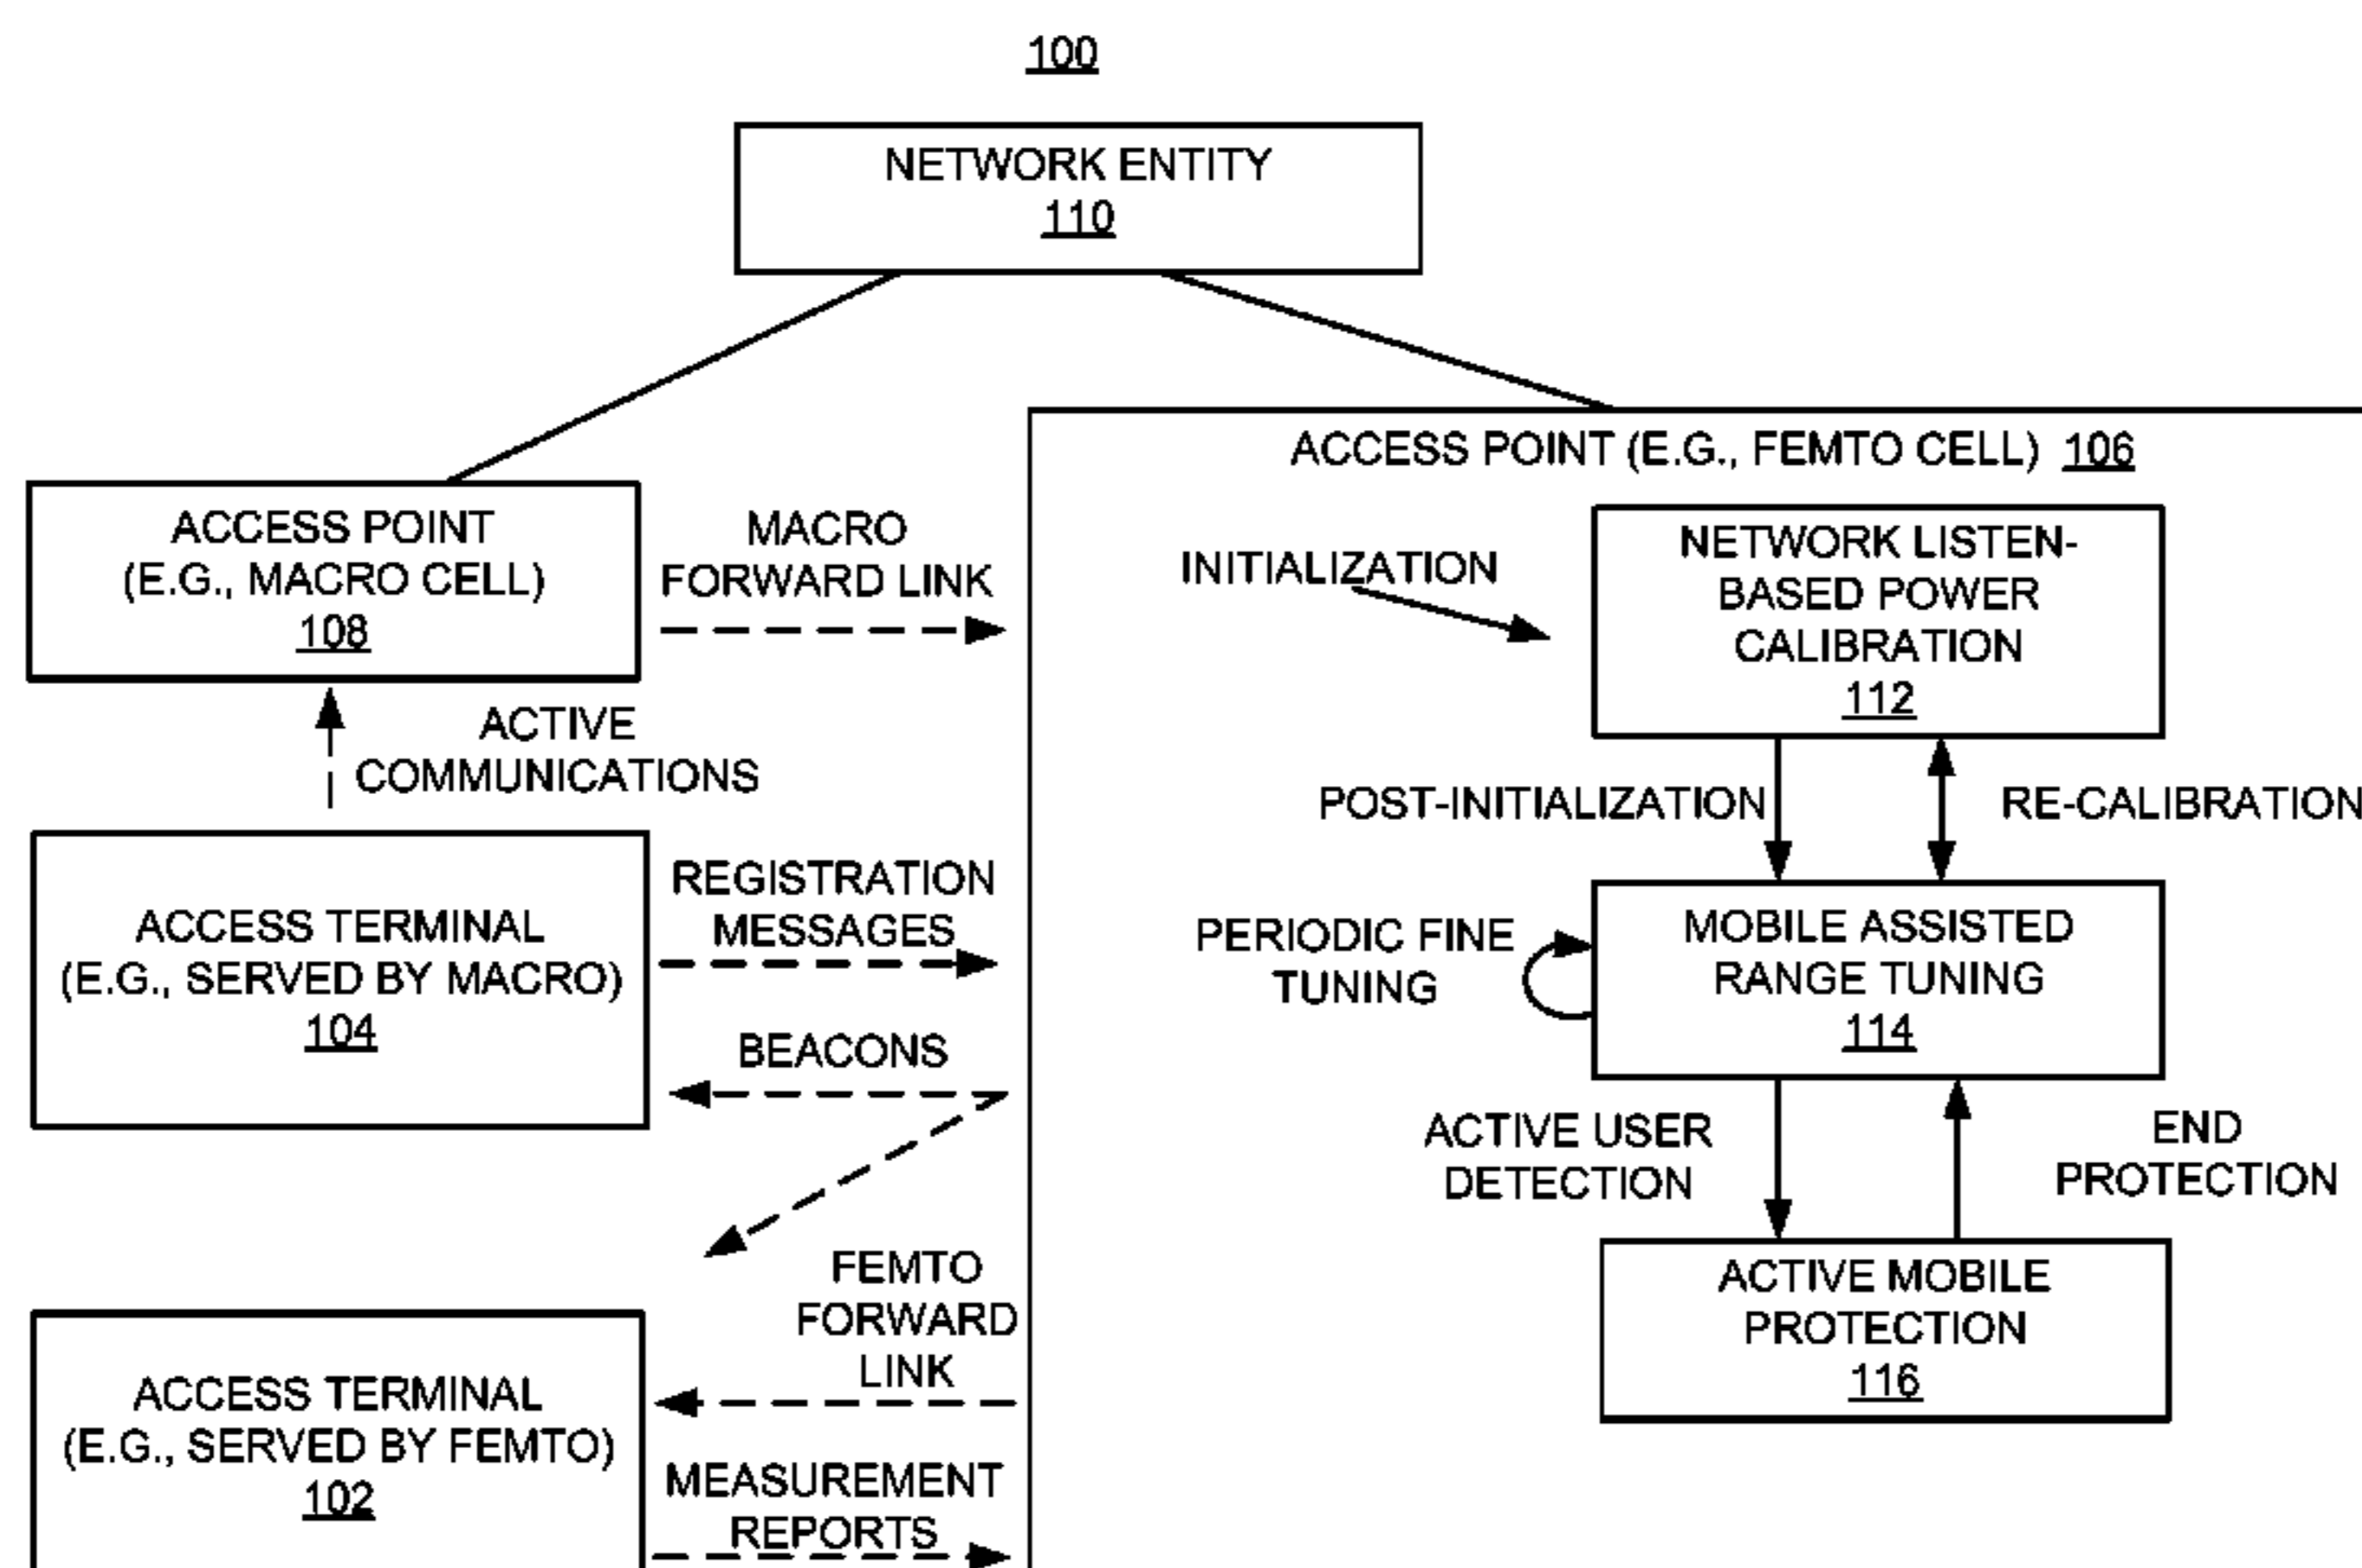 100
NETWORK ENTITY
110
ACCESS POINT (E.G., FEMTO CELL) 106
ACCESS POINT
(E.G., MACRO CELL)
108
MACRO
FORWARD LINK
INITIALIZATION
NETWORK LISTEN-
BASED POWER
CALIBRATION
112
ACTIVE
COMMUNICATIONS
POST-INITIALIZATION
RE-CALIBRATION
ACCESS TERMINAL
(E.G., SERVED BY MACRO)
104
REGISTRATION
MESSAGES
PERIODIC FINE
TUNING
MOBILE ASSISTED
RANGE TUNING
114
BEACONS
ACTIVE USER
DETECTION
END
PROTECTION
FEMTO
FORWARD
LINK
ACTIVE MOBILE
PROTECTION
116
ACCESS TERMINAL
(E.G., SERVED BY FEMTO)
102
MEASUREMENT
REPORTS